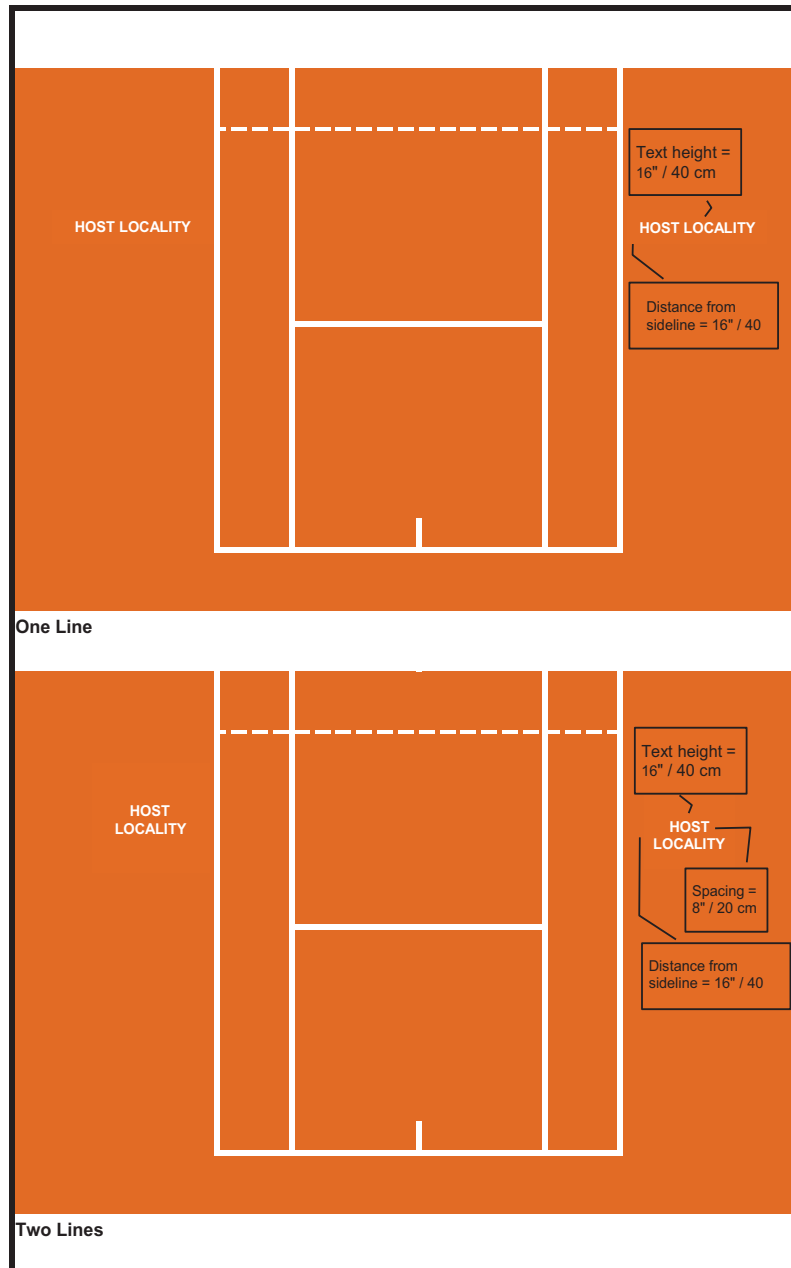 Text height =
16" / 40 cm
HOST LOCALITY
HOST LOCALITY
Distance from
sideline = 16" / 40
One Line
Text height =
16" / 40 cm
HOST
LOCALITY
HOST
LOCALITY
Spacing =
8" / 20 cm
Distance from
sideline = 16" / 40
Two Lines